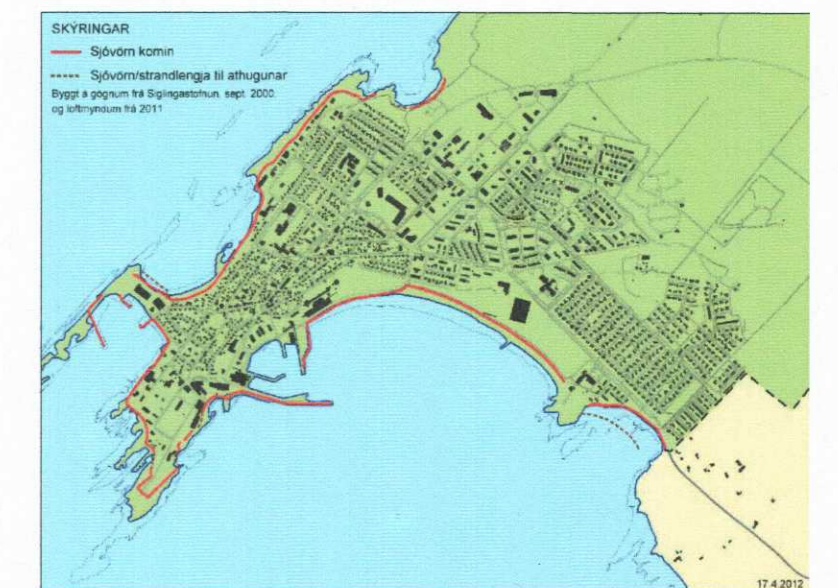 SKÝRINGAR
Sjóvörn komin
Sjóvörn/strandlengja til athugunar
Byggt á gögnum frá Siglingastofnun, sept. 2000.
og loftmyndum frá 2011
17.4.2012